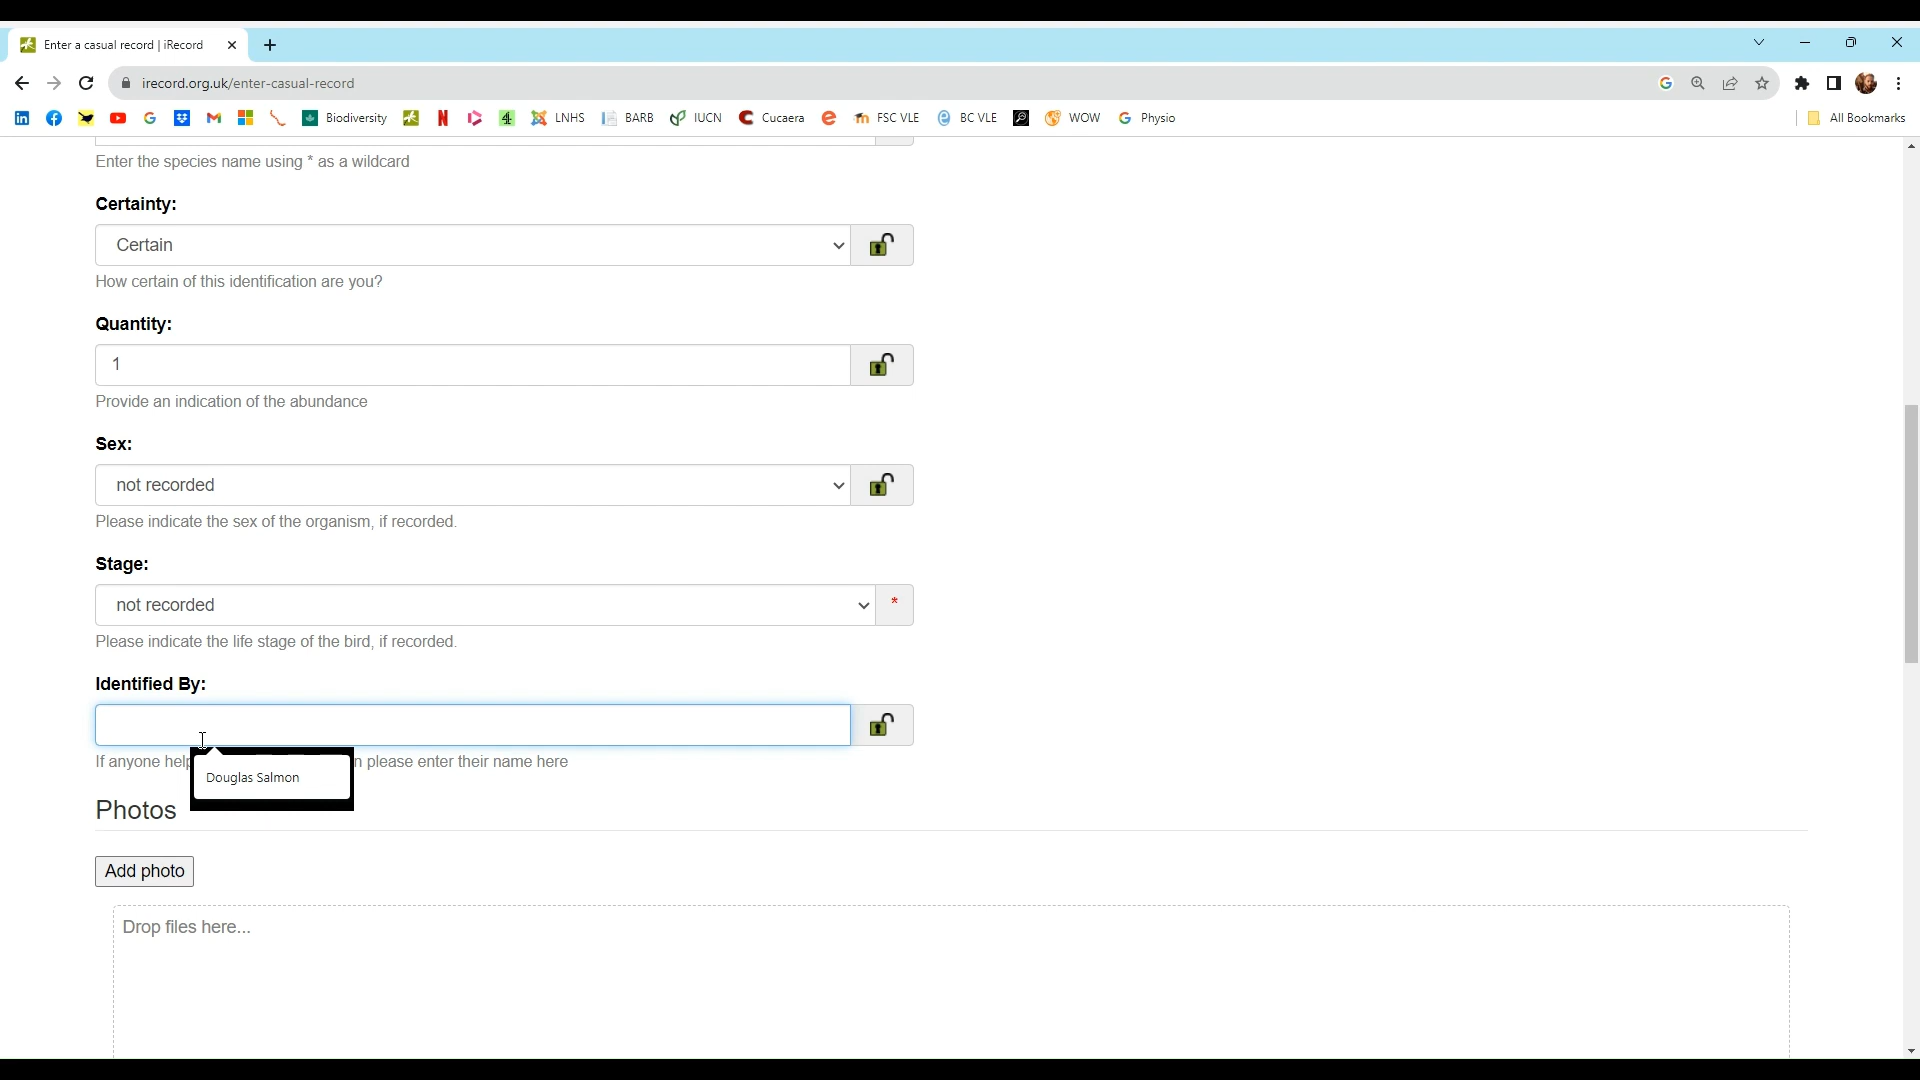 Enter a casual record | iRecord
irecord.org.uk/enter-casual-record
Biodiversity LNHS BARB IUCN Cucaera FSC VLE BC VLE WOW Physio All Bookmarks
Enter the species name using * as a wildcard
Certainty:
Certain
How certain of this identification are you?
Quantity:
1
Provide an indication of the abundance
Sex:
not recorded
Please indicate the sex of the organism, if recorded.
Stage:
not recorded *
Please indicate the life stage of the bird, if recorded.
Identified By:
If anyone help please enter their name here
Douglas Salmon
Photos
Add photo
Drop files here...